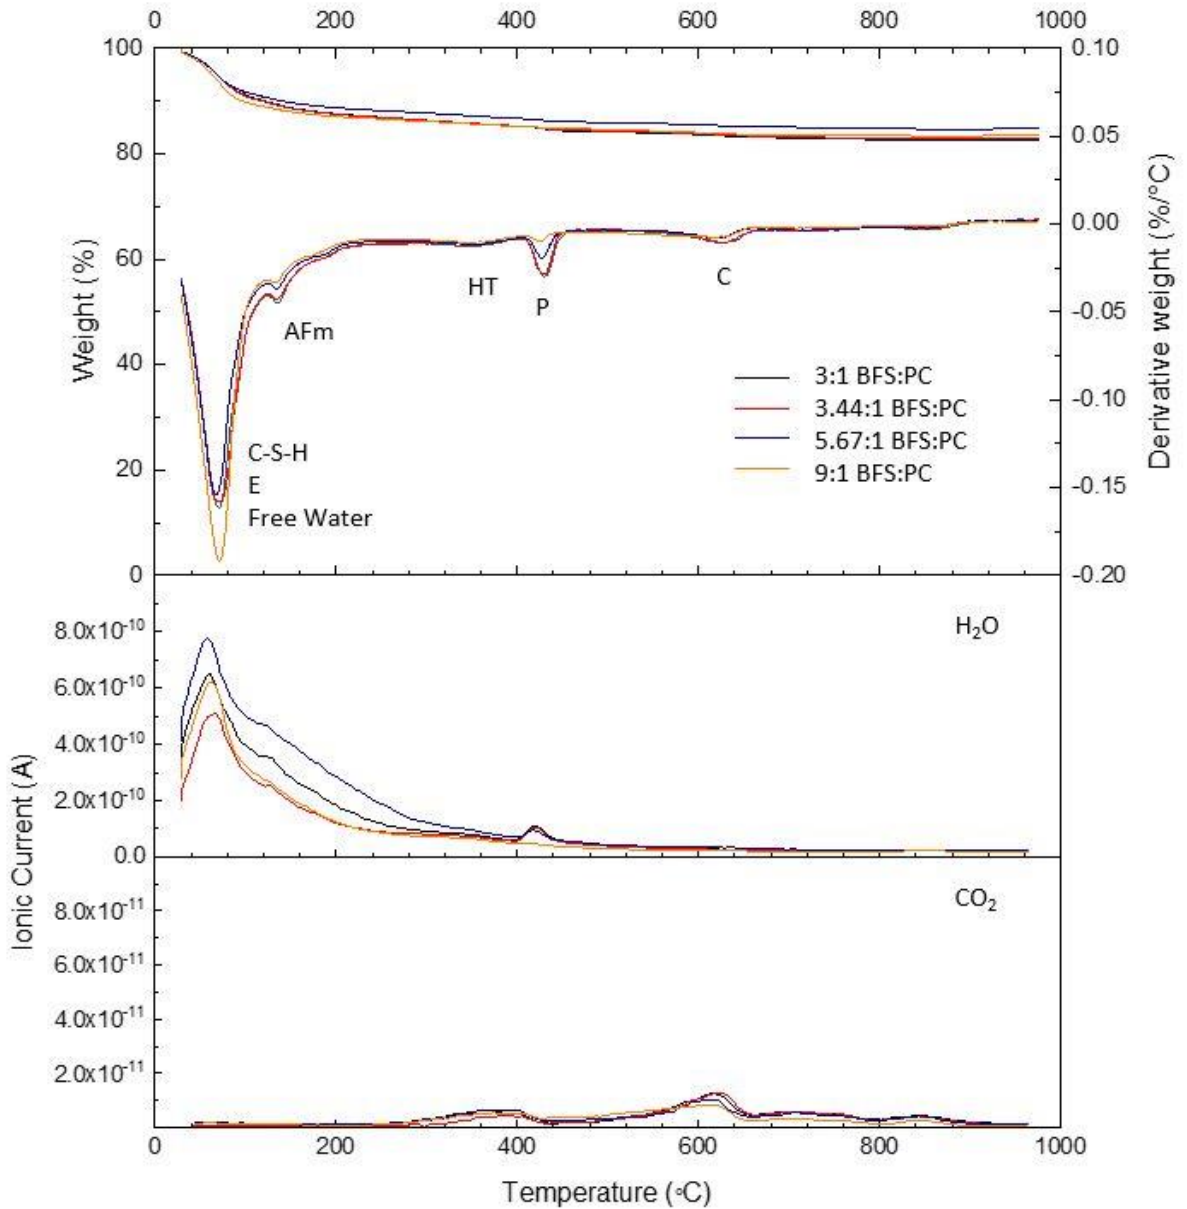 0 200 400 600 800 1000
100 0.10
80 0.05
0.00
60
-0.05
40
-0.10
20
-0.15
0 -0.20
Weight (%)
Derivative weight (%/°C)
HT
P
C
AFm
3:1 BFS:PC
3.44:1 BFS:PC
5.67:1 BFS:PC
9:1 BFS:PC
C-S-H
E
Free Water
H₂O
8.0x10⁻¹⁰
6.0x10⁻¹⁰
4.0x10⁻¹⁰
2.0x10⁻¹⁰
0.0
Ionic Current (A)
CO₂
8.0x10⁻¹¹
6.0x10⁻¹¹
4.0x10⁻¹¹
2.0x10⁻¹¹
0 200 400 600 800 1000
Temperature (◦C)